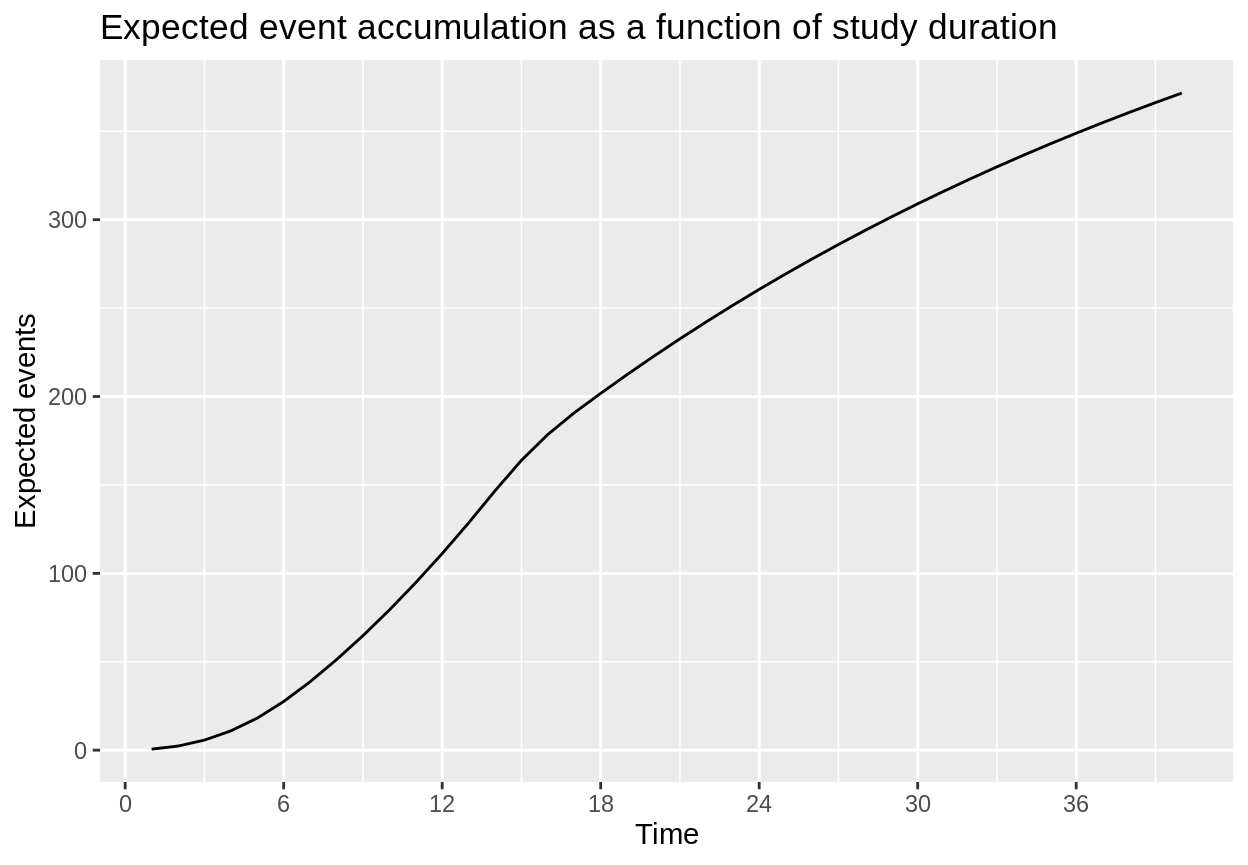 Expected event accumulation as a function of study duration
Expected events
300
200
100
0
0 6 12 18 24 30 36
Time